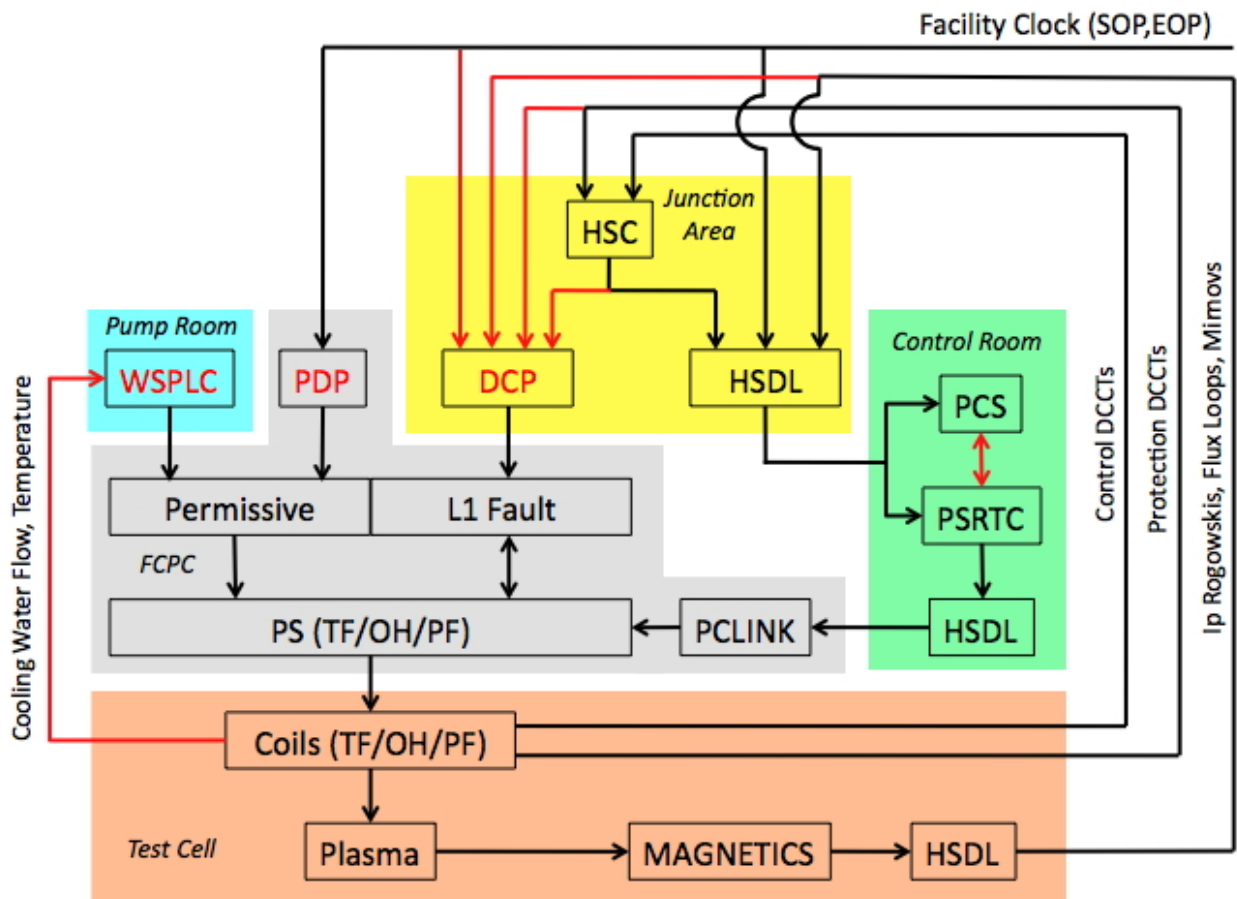 Facility Clock (SOP,EOP)
Junction
Area
HSC
Pump Room
WSPLC
PDP
DCP
HSDL
Control Room
PCS
PSRTC
HSDL
Permissive
L1 Fault
FCPC
PS (TF/OH/PF)
PCLINK
Coils (TF/OH/PF)
Test Cell
Plasma
MAGNETICS
HSDL
Cooling Water Flow, Temperature
Control DCCTs
Protection DCCTs
Ip Rogowskis, Flux Loops, Mirnovs